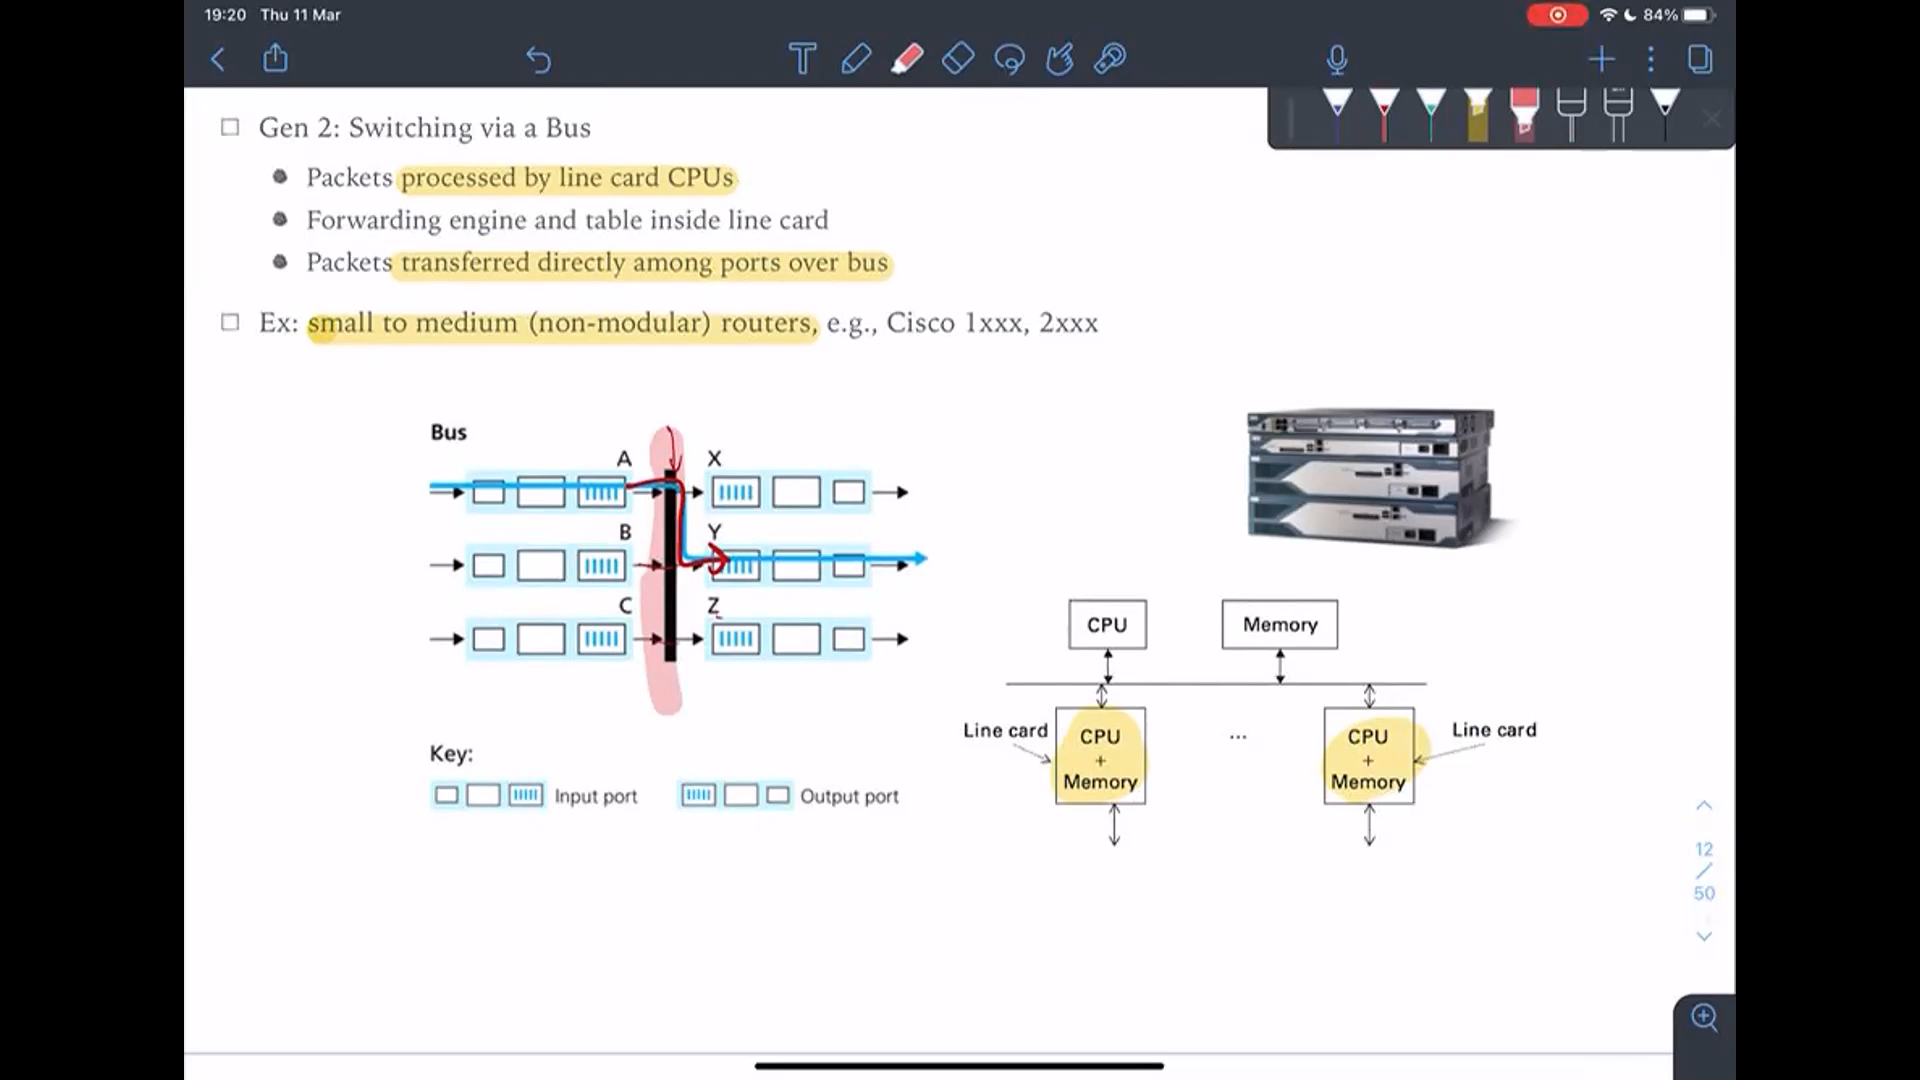 19:20 Thu 11 Mar
84%
Gen 2: Switching via a Bus
Packets processed by line card CPUs
Forwarding engine and table inside line card
Packets transferred directly among ports over bus
Ex: small to medium (non-modular) routers, e.g., Cisco 1xxx, 2xxx
Bus
A X
B Y
C Z
Key:
Input port Output port
CPU Memory
Line card CPU + Memory ... CPU + Memory Line card
12
/
50